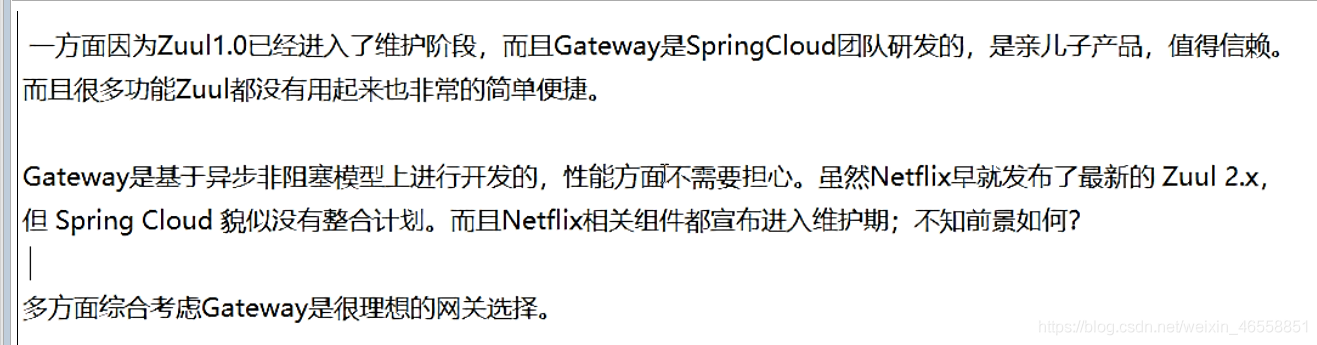 一方面因为Zuul1.0已经进入了维护阶段，而且Gateway是SpringCloud团队研发的，是亲儿子产品，值得信赖。
而且很多功能Zuul都没有用起来也非常的简单便捷。
Gateway是基于异步非阻塞模型上进行开发的，性能方面不需要担心。虽然Netflix早就发布了最新的 Zuul 2.x，
但 Spring Cloud 貌似没有整合计划。而且Netflix相关组件都宣布进入维护期；不知前景如何？
多方面综合考虑Gateway是很理想的网关选择。
https://blog.csdn.net/weixin_46558851